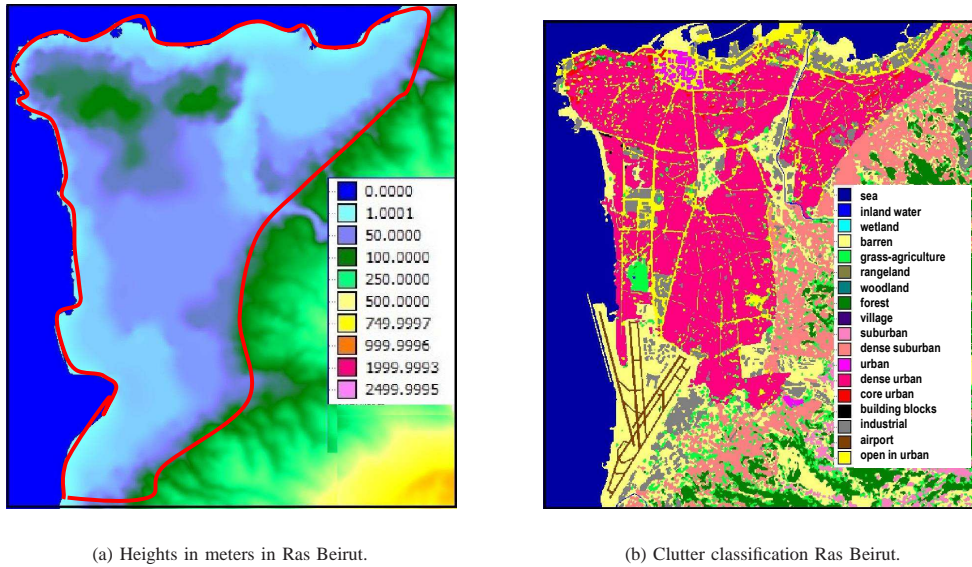 0.0000
1.0001
50.0000
100.0000
250.0000
500.0000
749.9997
999.9996
1999.9993
2499.9995
sea
inland water
wetland
barren
grass-agriculture
rangeland
woodland
forest
village
suburban
dense suburban
urban
dense urban
core urban
building blocks
industrial
airport
open in urban
(a) Heights in meters in Ras Beirut.
(b) Clutter classification Ras Beirut.